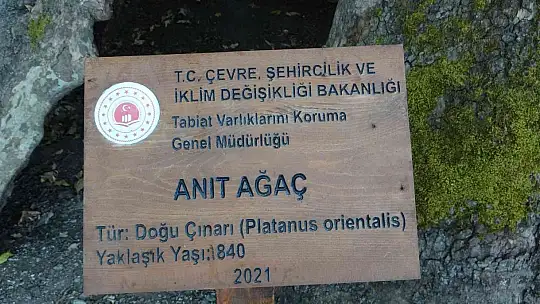 T.C. ÇEVRE, ŞEHİRCİLİK VE
İKLİM DEĞİŞİKLİĞİ BAKANLIĞI
Tabiat Varlıklarını Koruma
Genel Müdürlüğü
ANIT AĞAÇ
Tür: Doğu Çınarı (Platanus orientalis)
Yaklaşık Yaşı: 840
2021